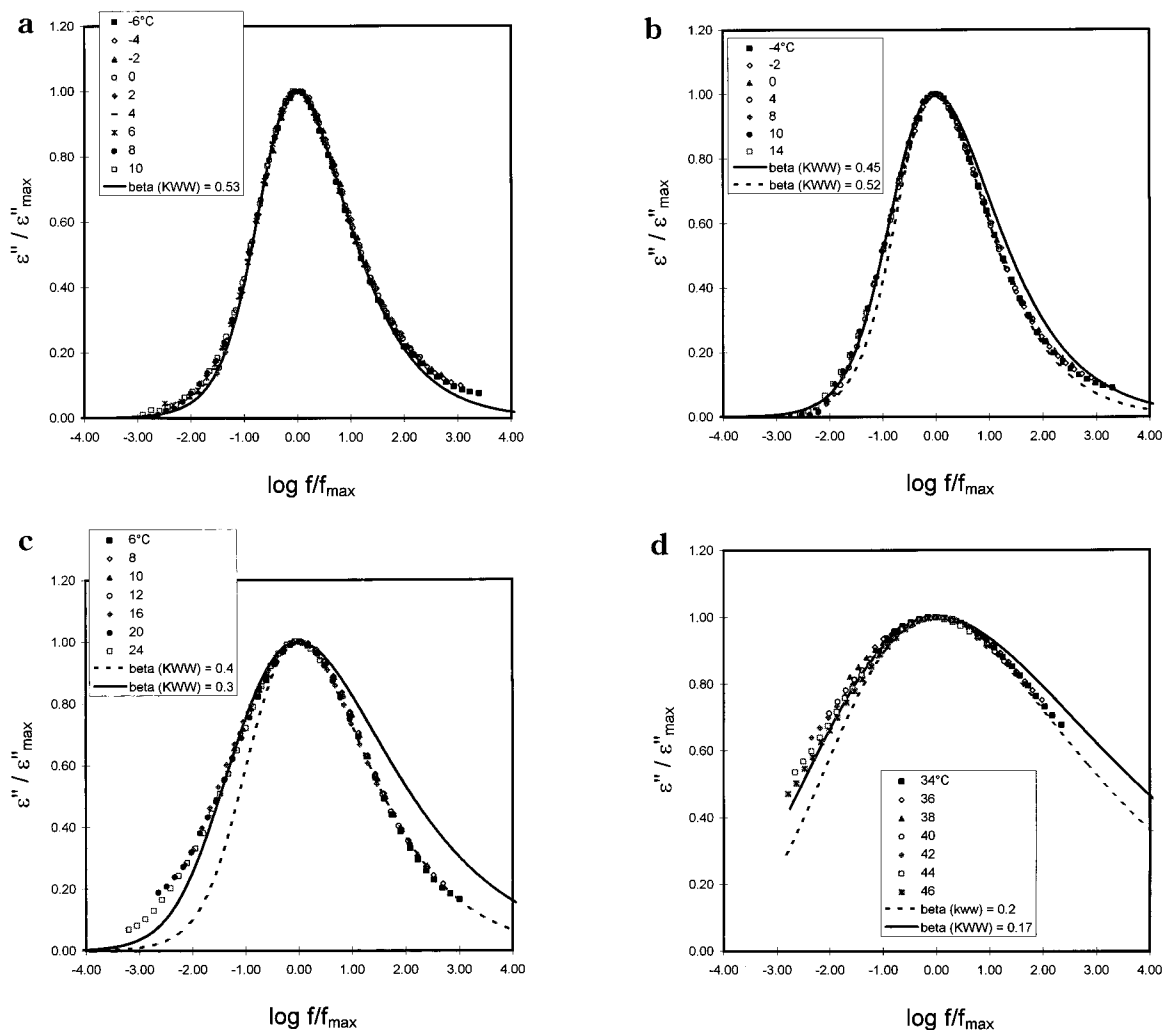 a
1.20
1.00
0.80
0.60
0.40
0.20
0.00
-4.00 -3.00 -2.00 -1.00 0.00 1.00 2.00 3.00 4.00
ε'' / ε''max
log f/fmax
-6°C
-4
-2
0
2
4
6
8
10
beta (KWW) = 0.53
b
1.20
1.00
0.80
0.60
0.40
0.20
0.00
-4.00 -3.00 -2.00 -1.00 0.00 1.00 2.00 3.00 4.00
ε'' / ε''max
log f/fmax
-4°C
-2
0
4
8
10
14
beta (KWW) = 0.45
beta (KWW) = 0.52
c
1.20
1.00
0.80
0.60
0.40
0.20
0.00
-4.00 -3.00 -2.00 -1.00 0.00 1.00 2.00 3.00 4.00
ε'' / ε''max
log f/fmax
6°C
8
10
12
16
20
24
beta (KWW) = 0.4
beta (KWW) = 0.3
d
1.20
1.00
0.80
0.60
0.40
0.20
0.00
-4.00 -3.00 -2.00 -1.00 0.00 1.00 2.00 3.00 4.00
ε'' / ε''max
log f/fmax
34°C
36
38
40
42
44
46
beta (kww) = 0.2
beta (KWW) = 0.17